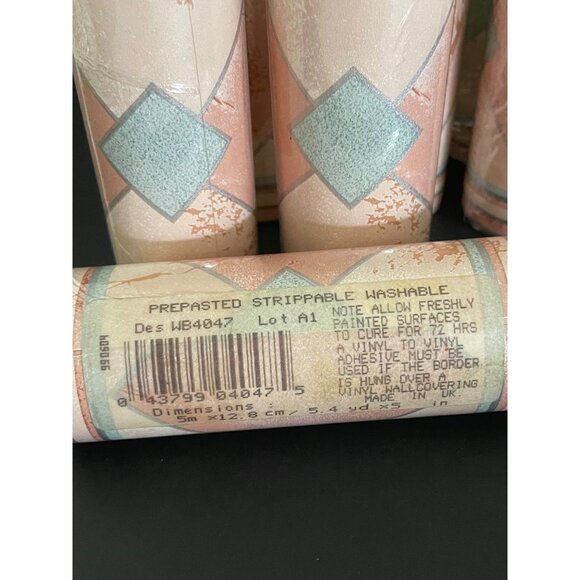 PREPASTED STRIPPABLE WASHABLE
Des WB4047 Lot A1
NOTE ALLOW FRESHLY
PAINTED SURFACES
TO CURE FOR 72 HRS
A VINYL TO VINYL
ADHESIVE MUST BE
USED IF THE BORDER
IS HUNG OVER A
VINYL WALLCOVERING
MADE IN UK
0 43799 04047 5
Dimensions :
5m x12.8 cm/ 5.4 yd x5 in